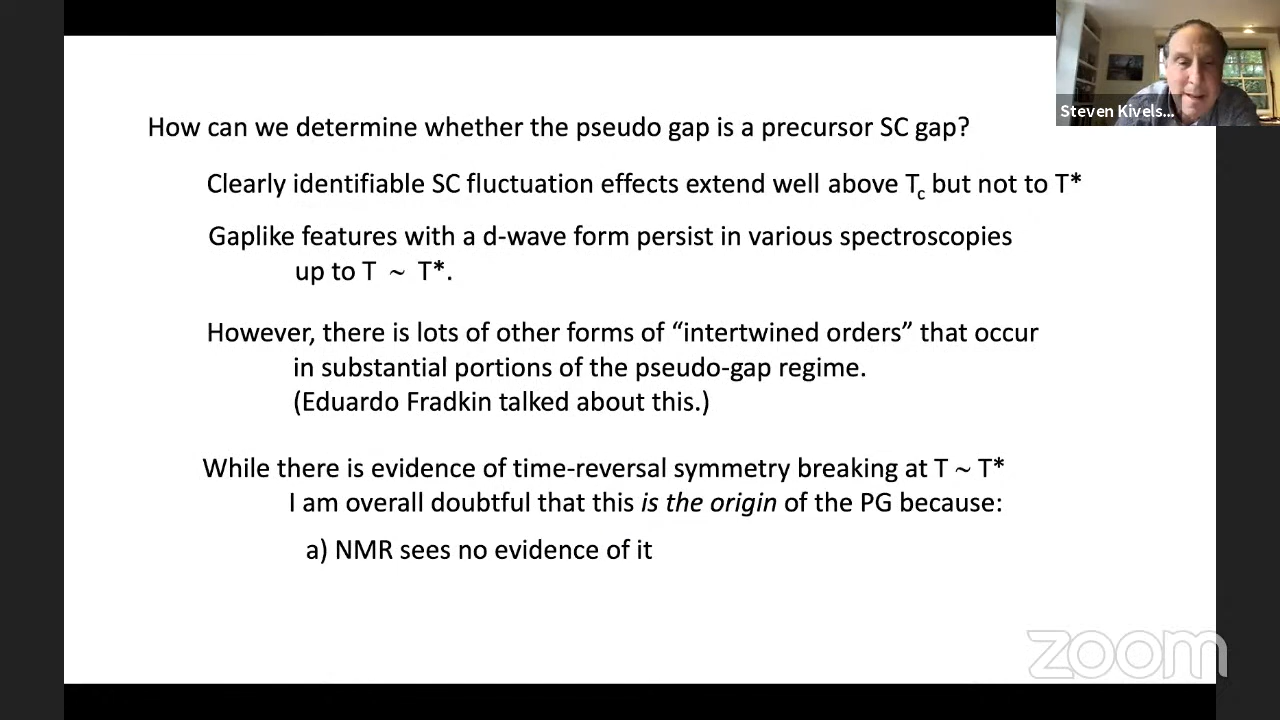 How can we determine whether the pseudo gap is a precursor SC gap?
Clearly identifiable SC fluctuation effects extend well above Tc but not to T*
Gaplike features with a d-wave form persist in various spectroscopies
up to T ~ T*.
However, there is lots of other forms of “intertwined orders” that occur
in substantial portions of the pseudo-gap regime.
(Eduardo Fradkin talked about this.)
While there is evidence of time-reversal symmetry breaking at T ~ T*
I am overall doubtful that this is the origin of the PG because:
a) NMR sees no evidence of it
Steven Kivels...
zoom